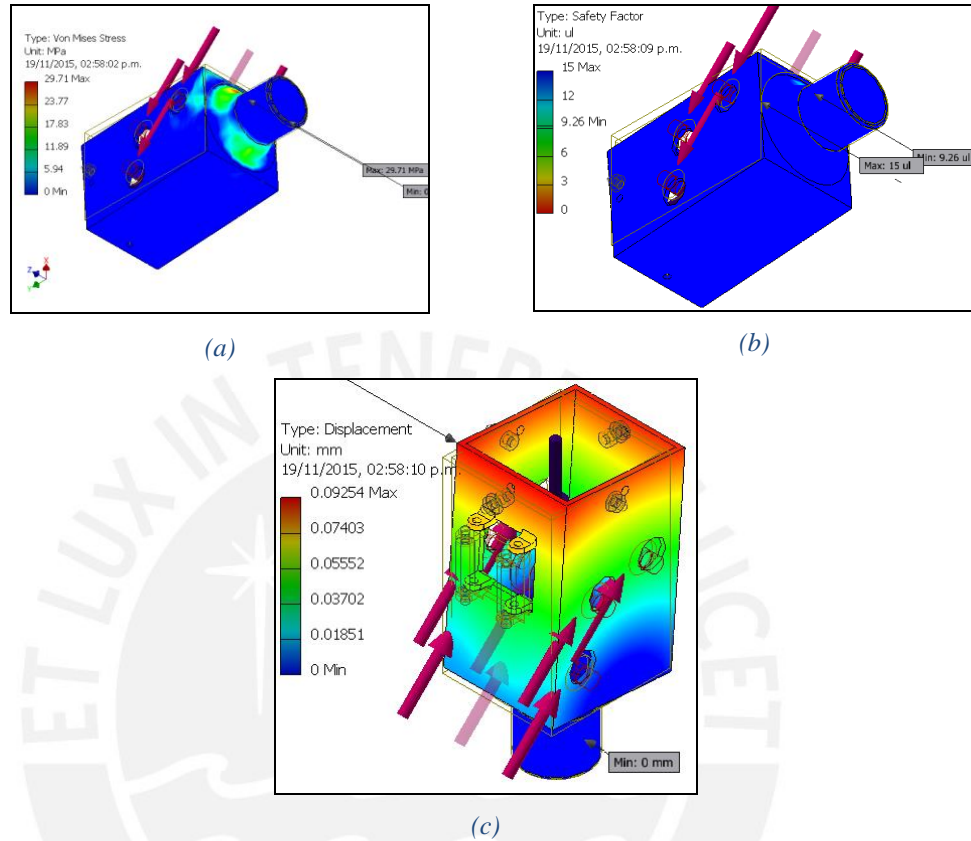 Type: Von Mises Stress
Unit: MPa
19/11/2015, 02:58:02 p.m.
29.71 Max
23.77
17.83
11.89
5.94
0 Min
Max: 29.71 MPa
Min: 0
Z
X
Y
(a)
Type: Safety Factor
Unit: ul
19/11/2015, 02:58:09 p.m.
15 Max
12
9.26 Min
6
3
0
Min: 9.26 ul
Max: 15 ul
(b)
Type: Displacement
Unit: mm
19/11/2015, 02:58:10 p.m.
0.09254 Max
0.07403
0.05552
0.03702
0.01851
0 Min
Min: 0 mm
(c)
ET LUX IN TENEBRIS LUCET